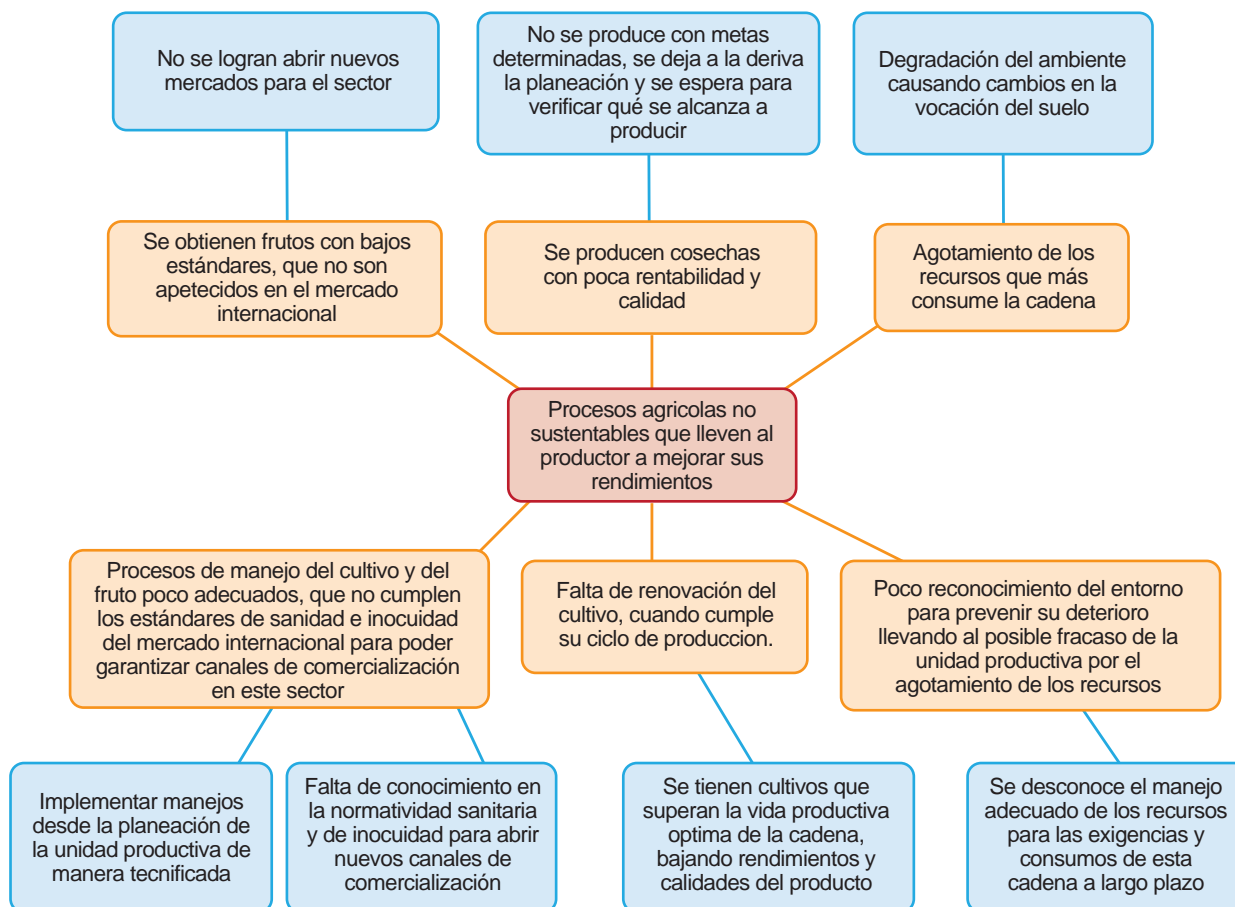 No se logran abrir nuevos
mercados para el sector
No se produce con metas
determinadas, se deja a la deriva
la planeación y se espera para
verificar qué se alcanza a
producir
Degradación del ambiente
causando cambios en la
vocación del suelo
Se obtienen frutos con bajos
estándares, que no son
apetecidos en el mercado
internacional
Se producen cosechas
con poca rentabilidad y
calidad
Agotamiento de los
recursos que más
consume la cadena
Procesos agricolas no
sustentables que lleven al
productor a mejorar sus
rendimientos
Procesos de manejo del cultivo y del
fruto poco adecuados, que no cumplen
los estándares de sanidad e inocuidad
del mercado internacional para poder
garantizar canales de comercialización
en este sector
Falta de renovación del
cultivo, cuando cumple
su ciclo de produccion.
Poco reconocimiento del entorno
para prevenir su deterioro
llevando al posible fracaso de la
unidad productiva por el
agotamiento de los recursos
Implementar manejos
desde la planeación de
la unidad productiva de
manera tecnificada
Falta de conocimiento en
la normatividad sanitaria
y de inocuidad para abrir
nuevos canales de
comercialización
Se tienen cultivos que
superan la vida productiva
optima de la cadena,
bajando rendimientos y
calidades del producto
Se desconoce el manejo
adecuado de los recursos
para las exigencias y
consumos de esta
cadena a largo plazo